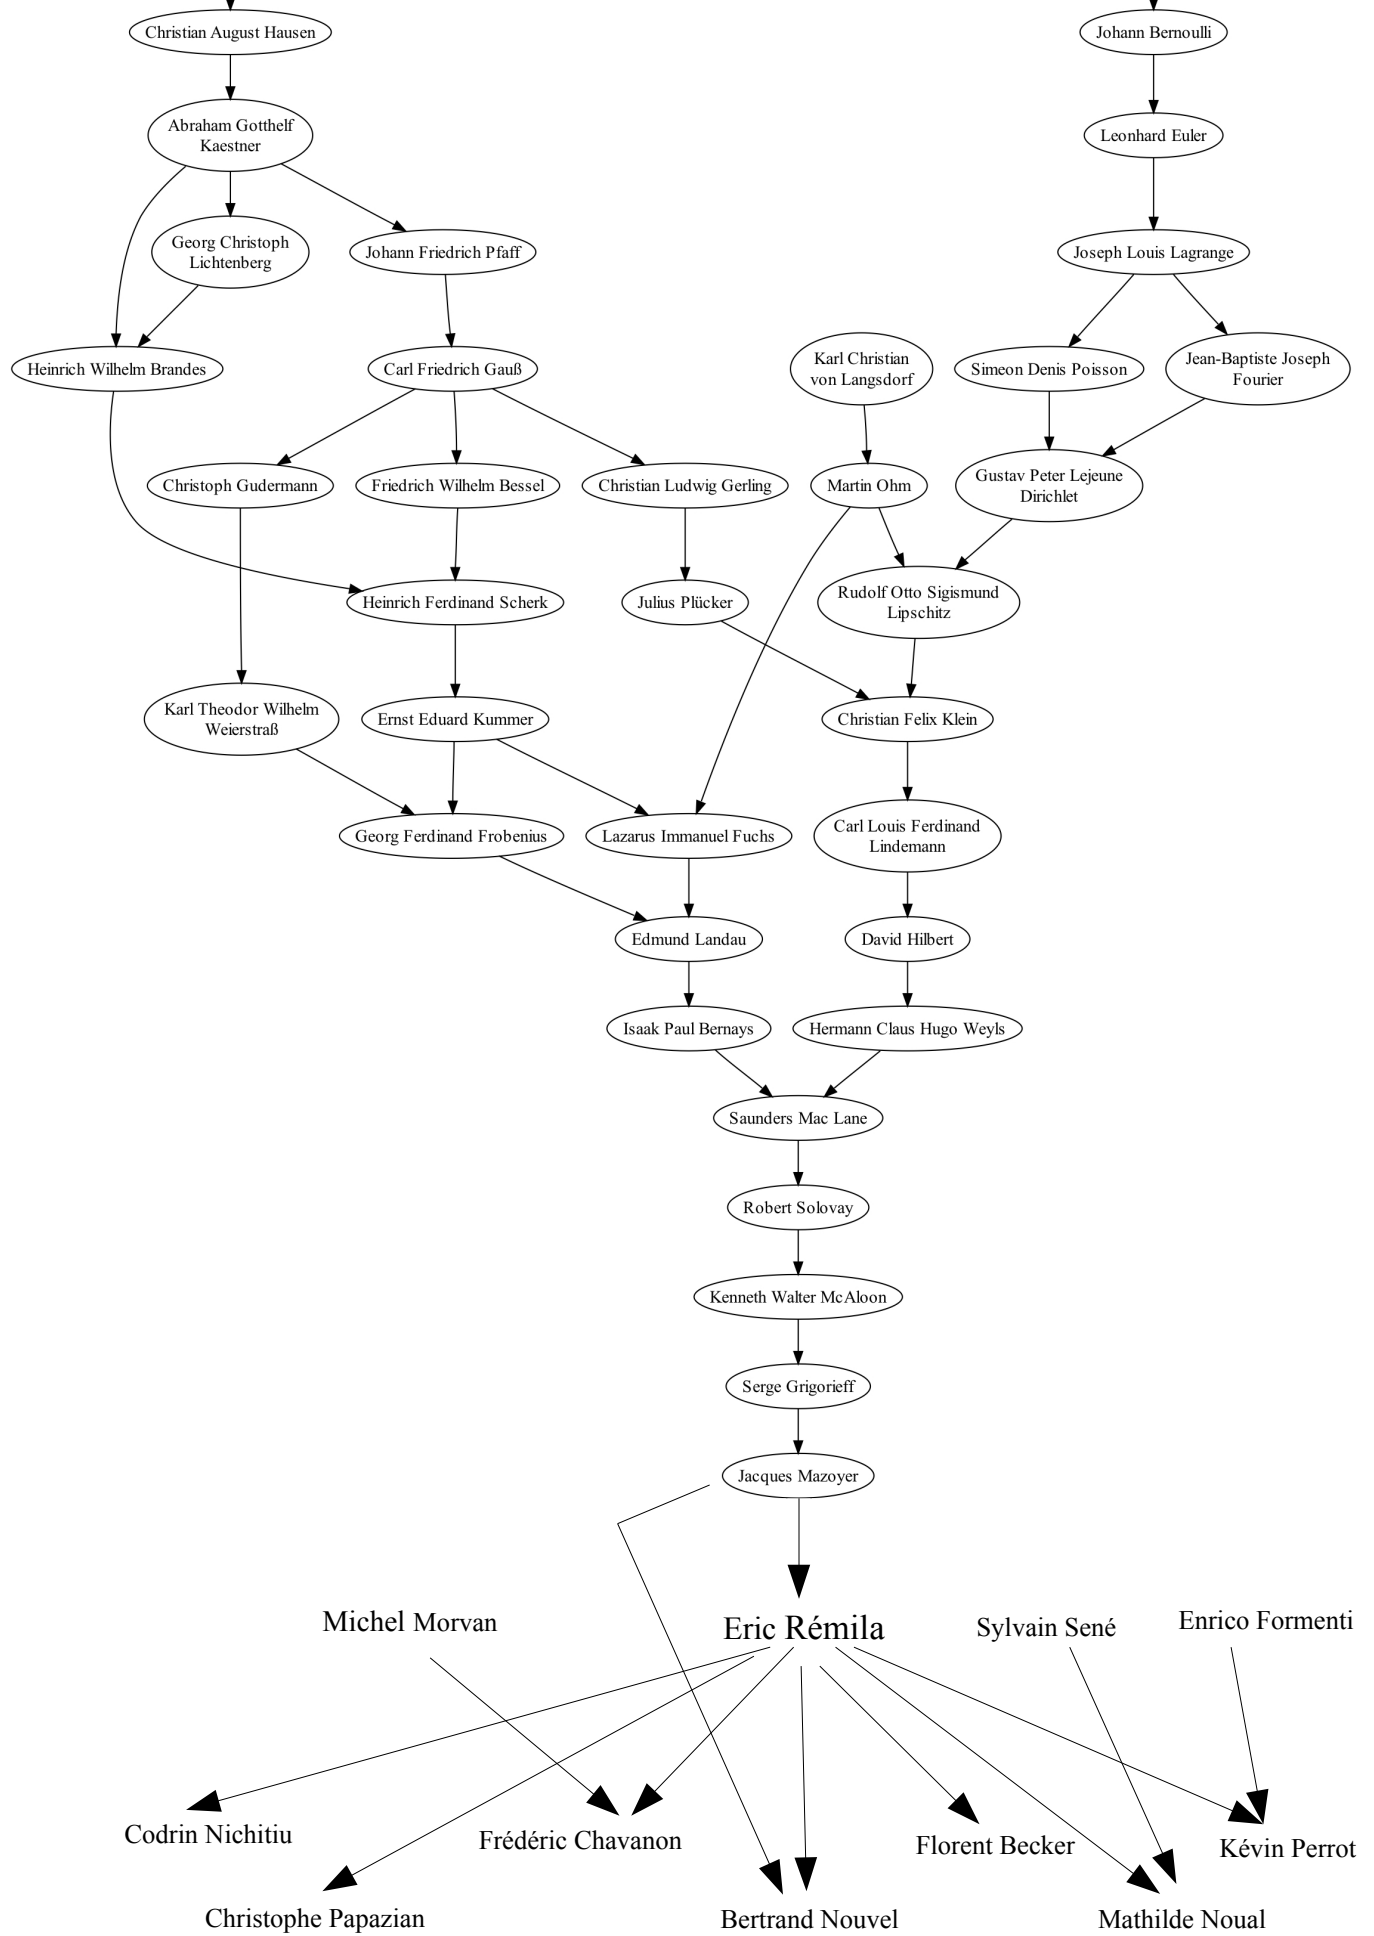 Christian August Hausen
Johann Bernoulli
Abraham Gotthelf
Kaestner
Leonhard Euler
Georg Christoph
Lichtenberg
Johann Friedrich Pfaff
Joseph Louis Lagrange
Heinrich Wilhelm Brandes
Carl Friedrich Gauß
Karl Christian
von Langsdorf
Simeon Denis Poisson
Jean-Baptiste Joseph
Fourier
Christoph Gudermann
Friedrich Wilhelm Bessel
Christian Ludwig Gerling
Martin Ohm
Gustav Peter Lejeune
Dirichlet
Heinrich Ferdinand Scherk
Julius Plücker
Rudolf Otto Sigismund
Lipschitz
Karl Theodor Wilhelm
Weierstraß
Ernst Eduard Kummer
Christian Felix Klein
Georg Ferdinand Frobenius
Lazarus Immanuel Fuchs
Carl Louis Ferdinand
Lindemann
Edmund Landau
David Hilbert
Isaak Paul Bernays
Hermann Claus Hugo Weyls
Saunders Mac Lane
Robert Solovay
Kenneth Walter McAloon
Serge Grigorieff
Jacques Mazoyer
Michel Morvan
Eric Rémila
Sylvain Sené
Enrico Formenti
Codrin Nichitiu
Frédéric Chavanon
Florent Becker
Kévin Perrot
Christophe Papazian
Bertrand Nouvel
Mathilde Noual